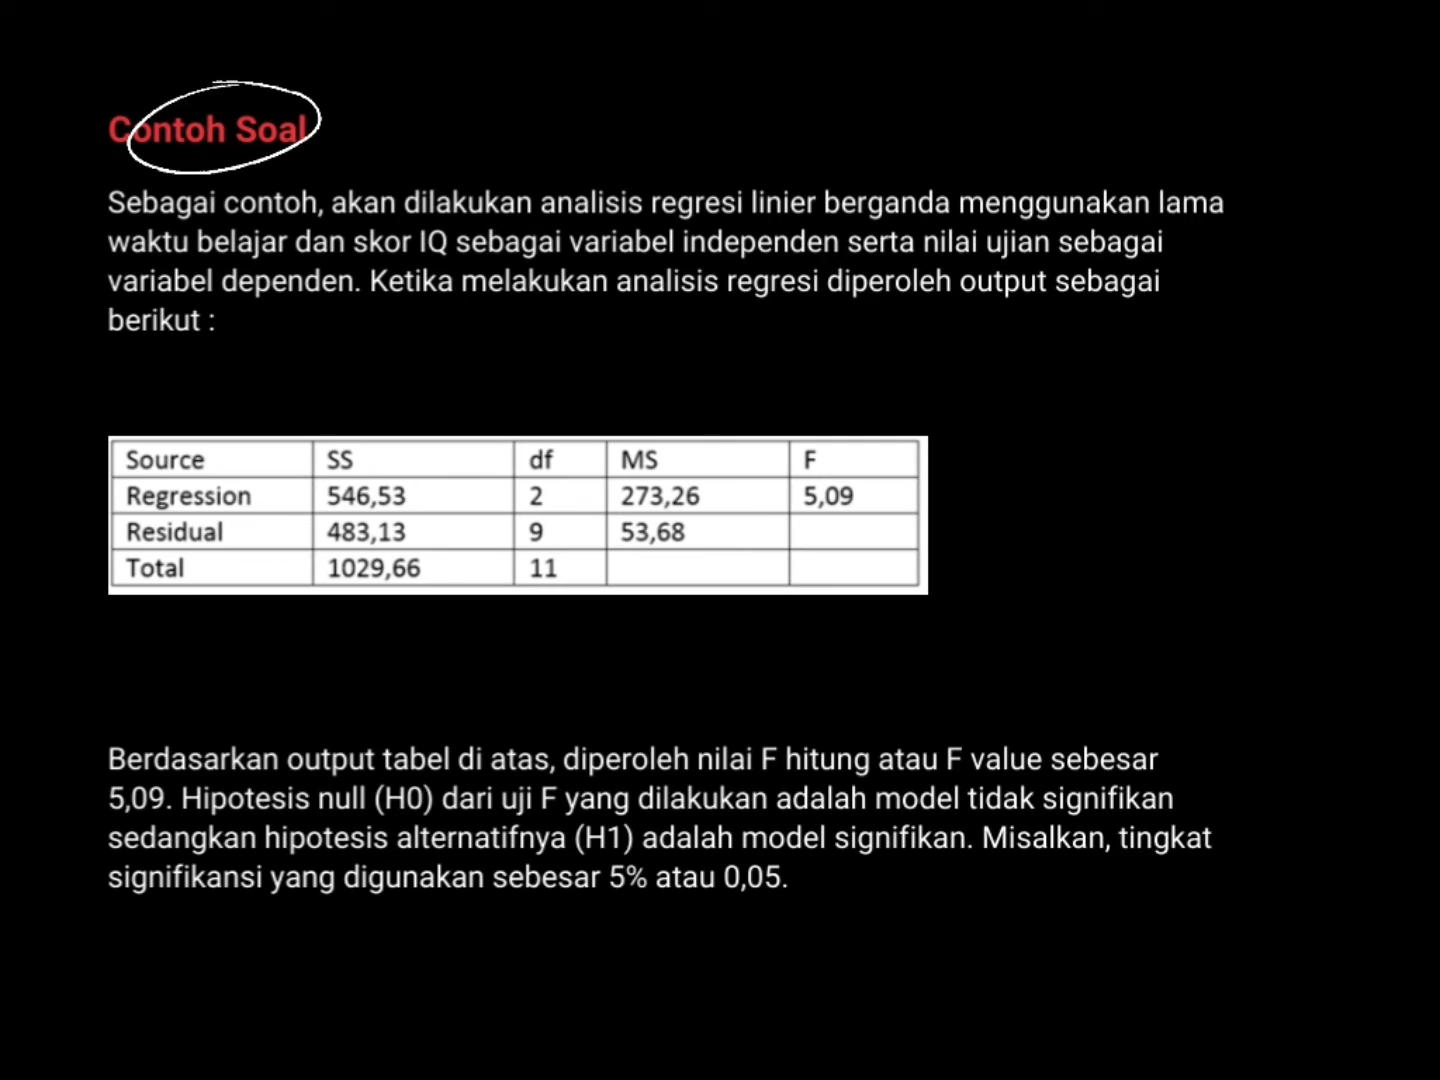 Contoh Soal
Sebagai contoh, akan dilakukan analisis regresi linier berganda menggunakan lama
waktu belajar dan skor IQ sebagai variabel independen serta nilai ujian sebagai
variabel dependen. Ketika melakukan analisis regresi diperoleh output sebagai
berikut :
Source SS df MS F
Regression 546,53 2 273,26 5,09
Residual 483,13 9 53,68
Total 1029,66 11
Berdasarkan output tabel di atas, diperoleh nilai F hitung atau F value sebesar
5,09. Hipotesis null (H0) dari uji F yang dilakukan adalah model tidak signifikan
sedangkan hipotesis alternatifnya (H1) adalah model signifikan. Misalkan, tingkat
signifikansi yang digunakan sebesar 5% atau 0,05.